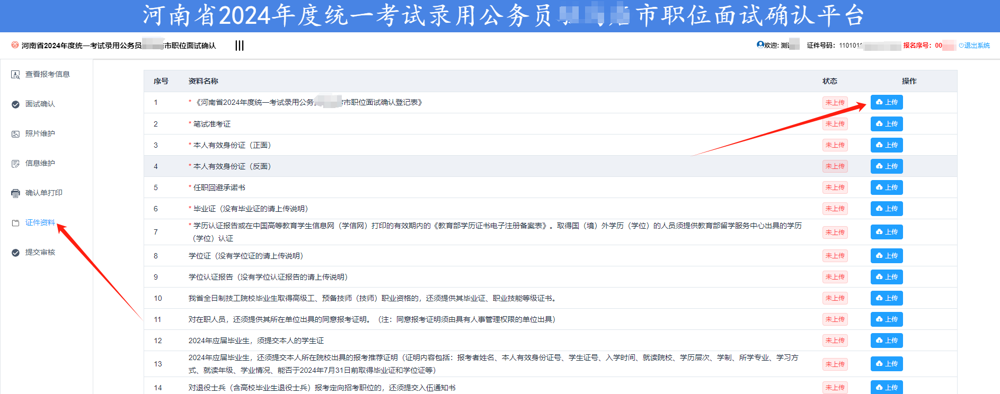 河南省2024年度统一考试录用公务员 市职位面试确认平台
河南省2024年度统一考试录用公务员 市职位面试确认
欢迎: 测 证件号码: 110101 报名序号: 00 退出系统
查看报考信息
面试确认
照片维护
信息维护
确认单打印
证件资料
提交审核
序号 资料名称 状态 操作
1 * 《河南省2024年度统一考试录用公务 市职位面试确认登记表》 未上传 上传
2 * 笔试准考证 未上传 上传
3 * 本人有效身份证（正面） 未上传 上传
4 * 本人有效身份证（反面） 未上传 上传
5 * 任职回避承诺书 未上传 上传
6 * 毕业证（没有毕业证的请上传说明） 未上传 上传
7 * 学历认证报告或在中国高等教育学生信息网（学信网）打印的有效期内的《教育部学历证书电子注册备案表》。取得国（境）外学历（学位）的人员须提供教育部留学服务中心出具的学历
（学位）认证 未上传 上传
8 学位证（没有学位证的请上传说明） 未上传 上传
9 学位认证报告（没有学位认证报告的请上传说明） 未上传 上传
10 我省全日制技工院校毕业生取得高级工、预备技师（技师）职业资格的，还须提供其毕业证、职业技能等级证书。 未上传 上传
11 对在职人员，还须提供其所在单位出具的同意报考证明。（注：同意报考证明须由具有人事管理权限的单位出具） 未上传 上传
12 2024年应届毕业生，须提交本人的学生证 未上传 上传
13 2024年应届毕业生，还须提交本人所在院校出具的报考推荐证明（证明内容包括：报考者姓名、本人有效身份证号、学生证号、入学时间、就读院校、学历层次、学制、所学专业、学习方
式、就读年级、学业情况、能否于2024年7月31日前取得毕业证和学位证等） 未上传 上传
14 对退役士兵（含高校毕业生退役士兵）报考定向招考职位的，还须提交入伍通知书 未上传 上传